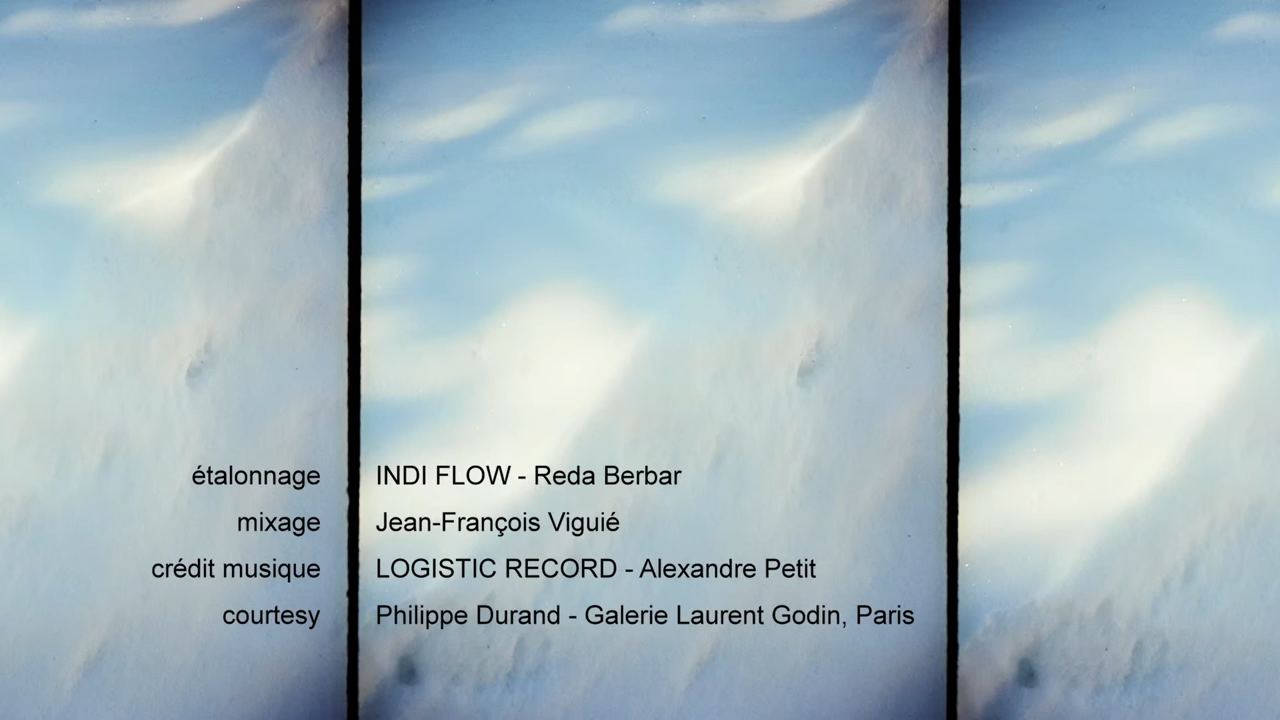 étalonnage INDI FLOW - Reda Berbar
mixage Jean-François Viguié
crédit musique LOGISTIC RECORD - Alexandre Petit
courtesy Philippe Durand - Galerie Laurent Godin, Paris